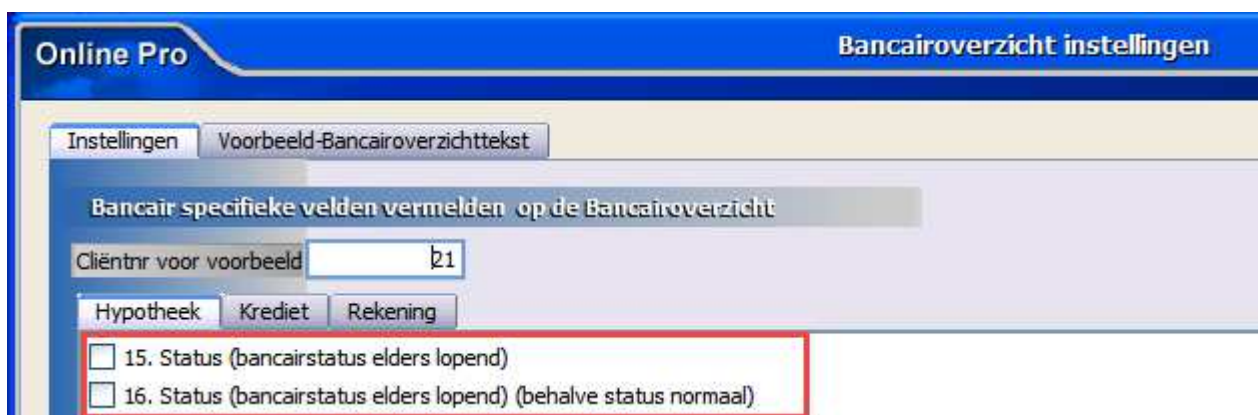 Online Pro
Bancairoverzicht instellingen
Instellingen Voorbeeld-Bancairoverzichttekst
Bancair specifieke velden vermelden op de Bancairoverzicht
Cliëntnr voor voorbeeld 21
Hypotheek Krediet Rekening
15. Status (bancairstatus elders lopend)
16. Status (bancairstatus elders lopend) (behalve status normaal)